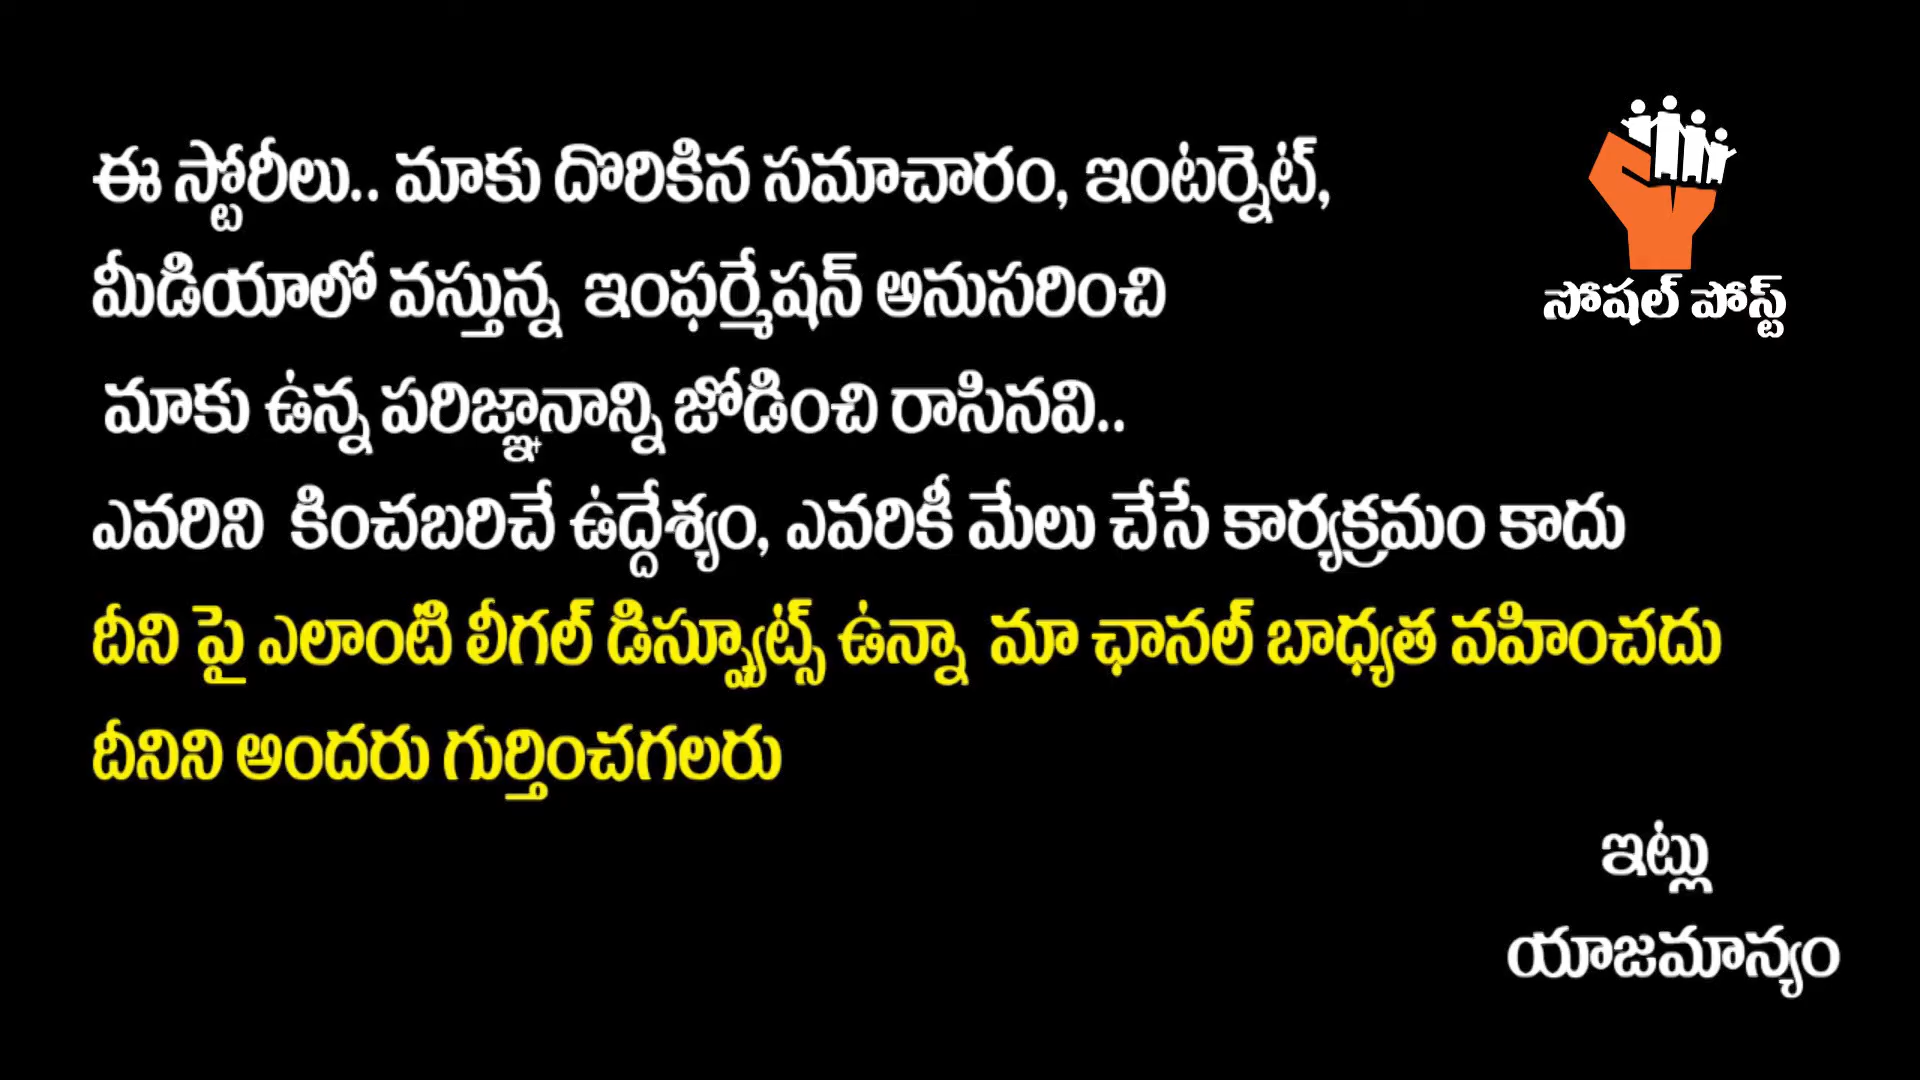 ఈ స్టోరీలు.. మాకు దొరికిన సమాచారం, ఇంటర్నెట్,
మీడియాలో వస్తున్న ఇంఫర్మేషన్ అనుసరించి
మాకు ఉన్న పరిజ్ఞానాన్ని జోడించి రాసినవి..
ఎవరిని కించబరిచే ఉద్దేశ్యం, ఎవరికీ మేలు చేసే కార్యక్రమం కాదు
దీని పై ఎలాంటి లీగల్ డిస్ప్యూట్స్ ఉన్నా మా ఛానల్ బాధ్యత వహించదు
దీనిని అందరు గుర్తించగలరు
ఇట్లు
యాజమాన్యం
సోషల్ పోస్ట్